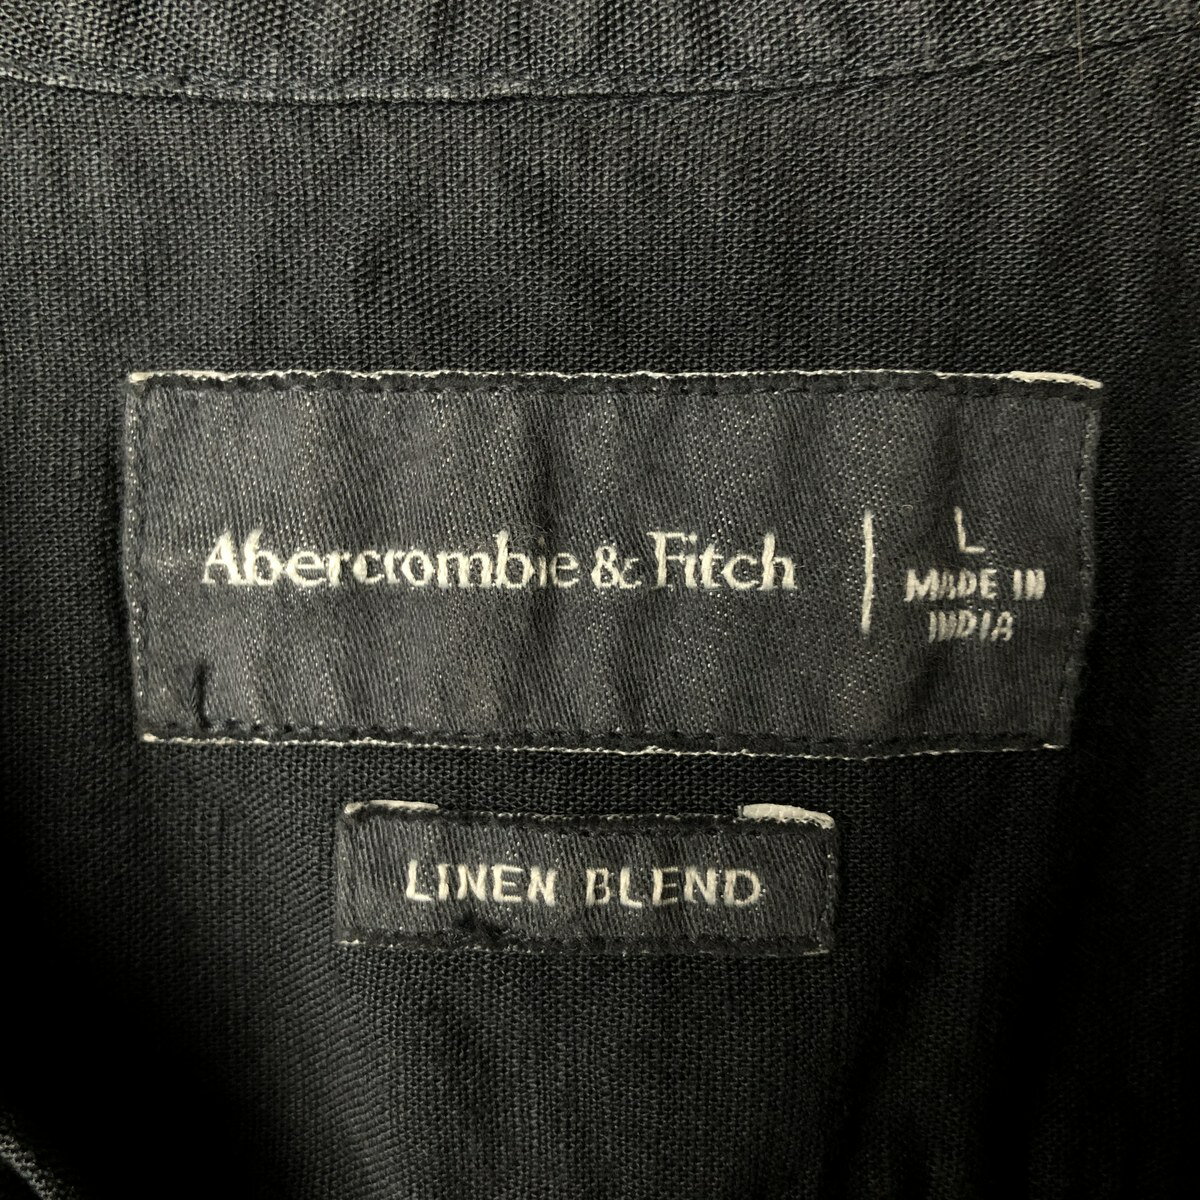 Abercrombie & Fitch
L
MADE IN
INDIA
LINEN BLEND